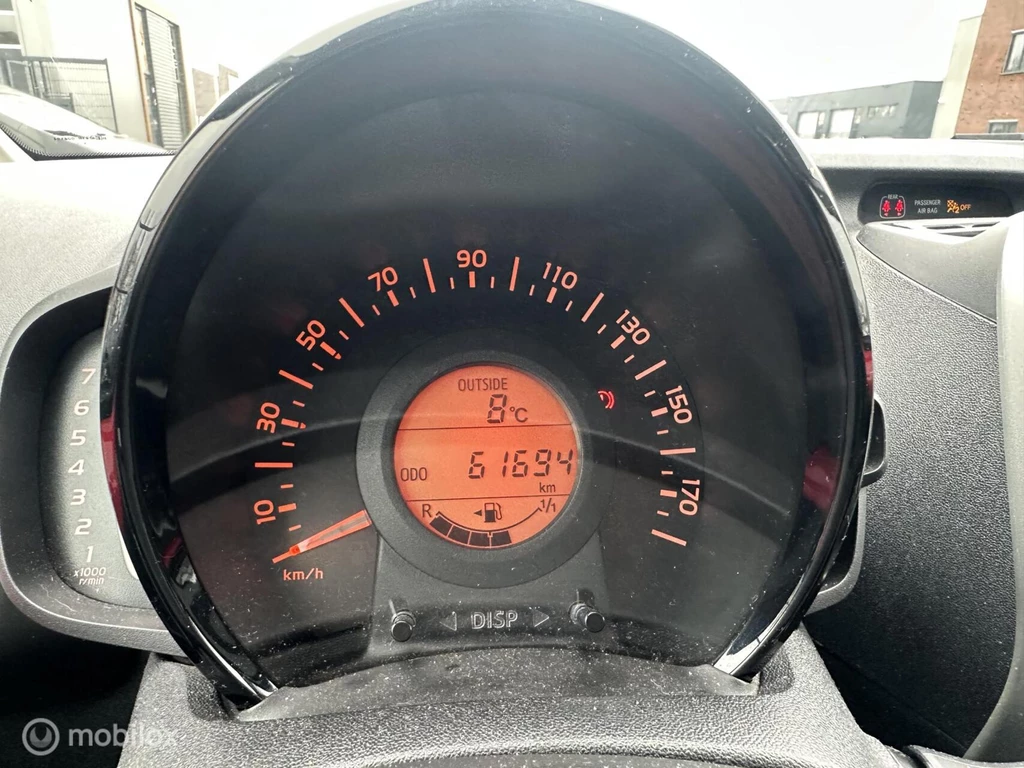 REAR
PASSENGER
AIR BAG
OFF
10
30
50
70
90
110
130
150
170
km/h
OUTSIDE
8°C
ODO 61694
km
R 1/1
DISP
7
6
5
4
3
2
1
x1000
r/min
mobilox